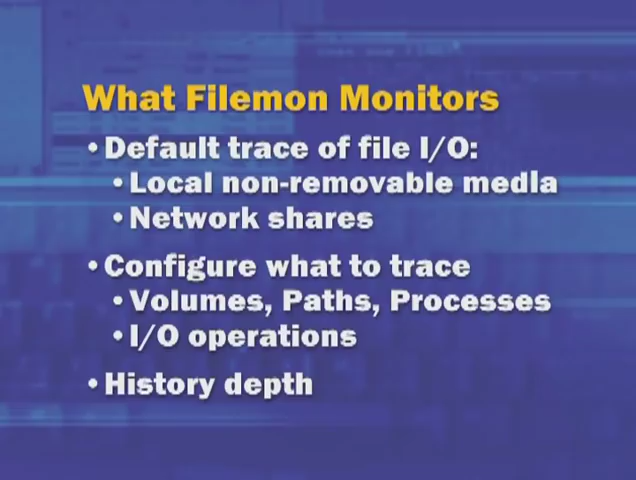 What Filemon Monitors
• Default trace of file I/O:
• Local non-removable media
• Network shares
• Configure what to trace
• Volumes, Paths, Processes
• I/O operations
• History depth